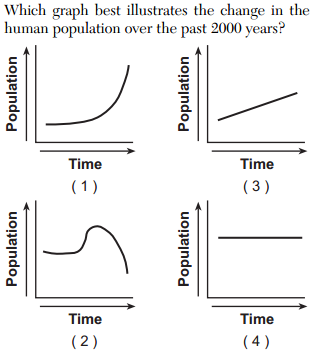 Which graph best illustrates the change in the
human population over the past 2000 years?
Population
Time
( 1 )
Population
Time
( 3 )
Population
Time
( 2 )
Population
Time
( 4 )